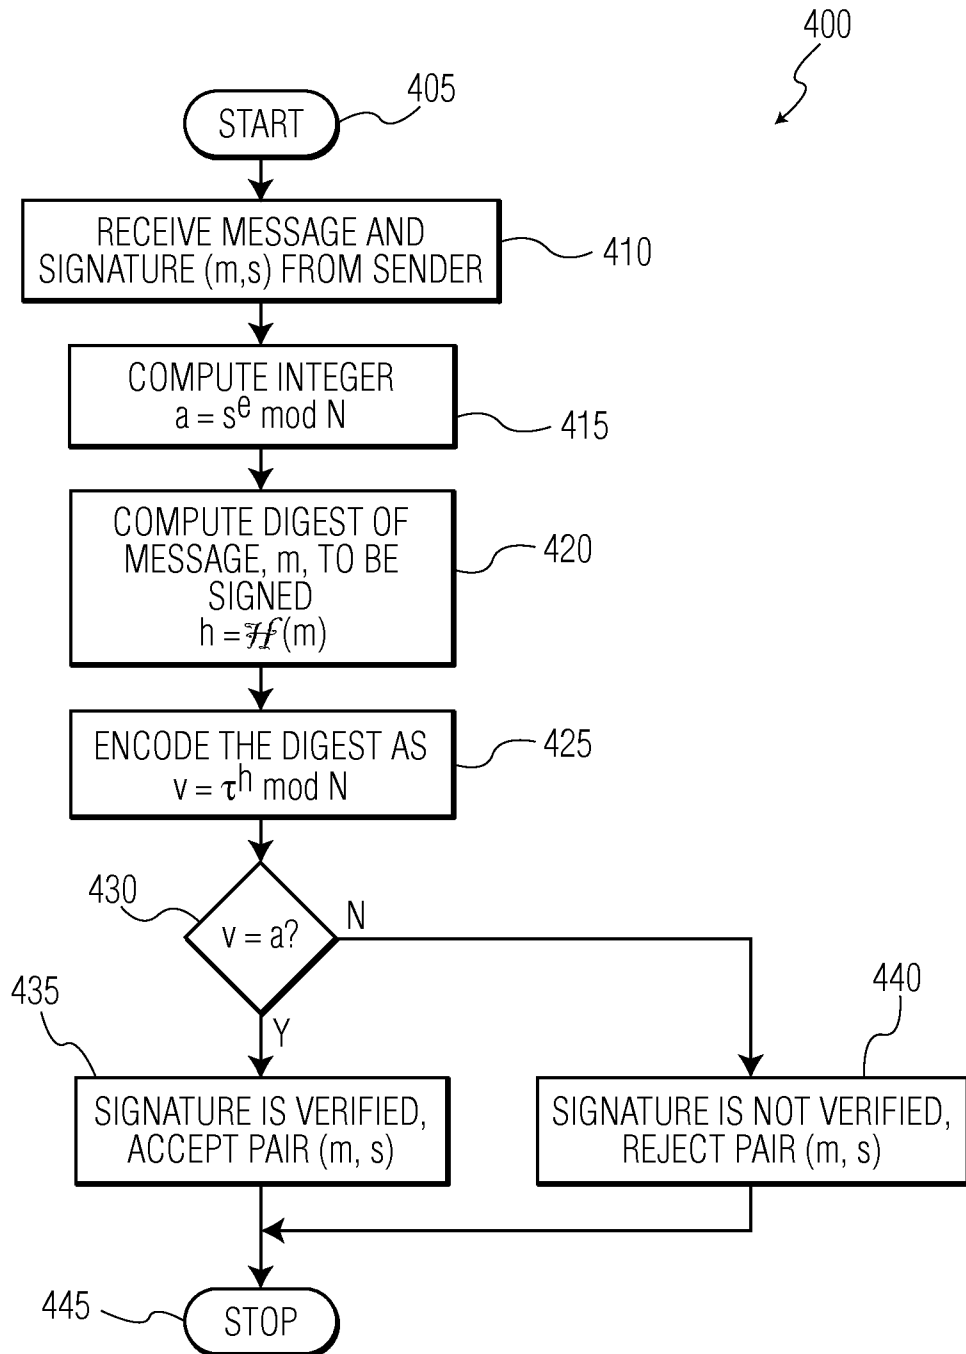 400
START
405
RECEIVE MESSAGE AND
SIGNATURE (m,s) FROM SENDER
410
COMPUTE INTEGER
a = s^e mod N
415
COMPUTE DIGEST OF
MESSAGE, m, TO BE
SIGNED
h = ℋ(m)
420
ENCODE THE DIGEST AS
v = τ^h mod N
425
430
v = a?
N
Y
435
SIGNATURE IS VERIFIED,
ACCEPT PAIR (m, s)
440
SIGNATURE IS NOT VERIFIED,
REJECT PAIR (m, s)
445
STOP